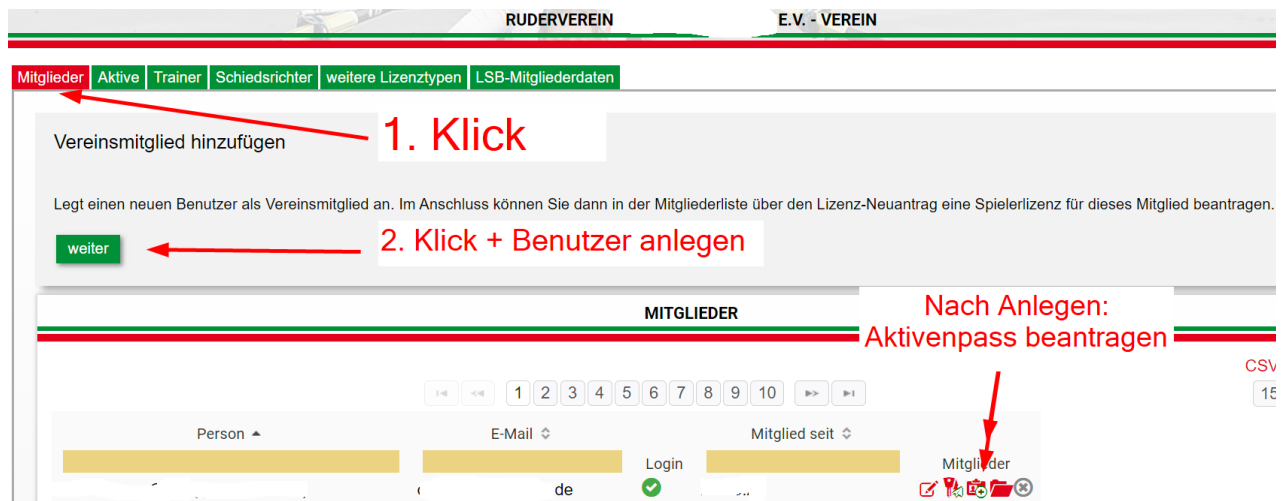 RUDERVEREIN E.V. - VEREIN
Mitglieder Aktive Trainer Schiedsrichter weitere Lizenztypen LSB-Mitgliederdaten
1. Klick
Vereinsmitglied hinzufügen
Legt einen neuen Benutzer als Vereinsmitglied an. Im Anschluss können Sie dann in der Mitgliederliste über den Lizenz-Neuantrag eine Spielerlizenz für dieses Mitglied beantragen.
weiter
2. Klick + Benutzer anlegen
Nach Anlegen:
Aktivenpass beantragen
MITGLIEDER
CSV
1 2 3 4 5 6 7 8 9 10
15
Person E-Mail Mitglied seit
Login
Mitglieder
de